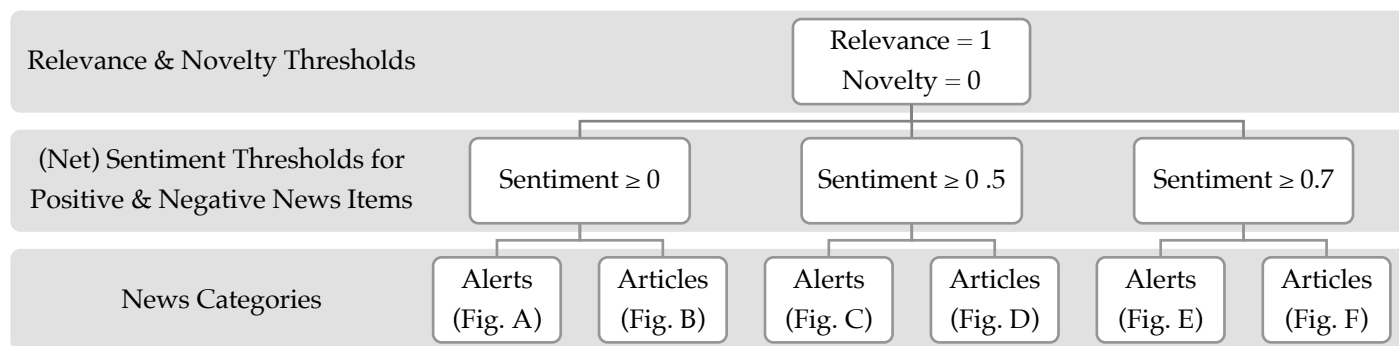 Relevance & Novelty Thresholds
Relevance = 1
Novelty = 0
(Net) Sentiment Thresholds for
Positive & Negative News Items
Sentiment ≥ 0
Sentiment ≥ 0 .5
Sentiment ≥ 0.7
News Categories
Alerts
(Fig. A)
Articles
(Fig. B)
Alerts
(Fig. C)
Articles
(Fig. D)
Alerts
(Fig. E)
Articles
(Fig. F)